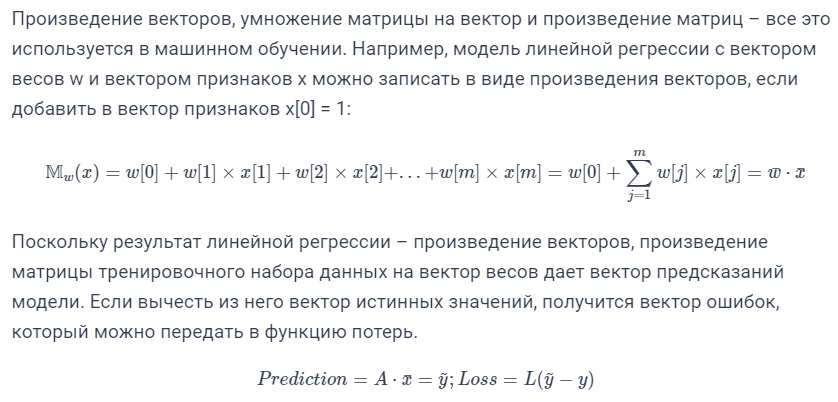 Произведение векторов, умножение матрицы на вектор и произведение матриц – все это
используется в машинном обучении. Например, модель линейной регрессии с вектором
весов w и вектором признаков x можно записать в виде произведения векторов, если
добавить в вектор признаков x[0] = 1:
𝕄_w(x) = w[0] + w[1] × x[1] + w[2] × x[2]+. . . +w[m] × x[m] = w[0] + ∑_{j=1}^{m} w[j] × x[j] = w̄ · x̄
Поскольку результат линейной регрессии – произведение векторов, произведение
матрицы тренировочного набора данных на вектор весов дает вектор предсказаний
модели. Если вычесть из него вектор истинных значений, получится вектор ошибок,
который можно передать в функцию потерь.
Prediction = A · x̄ = ỹ; Loss = L(ỹ − y)